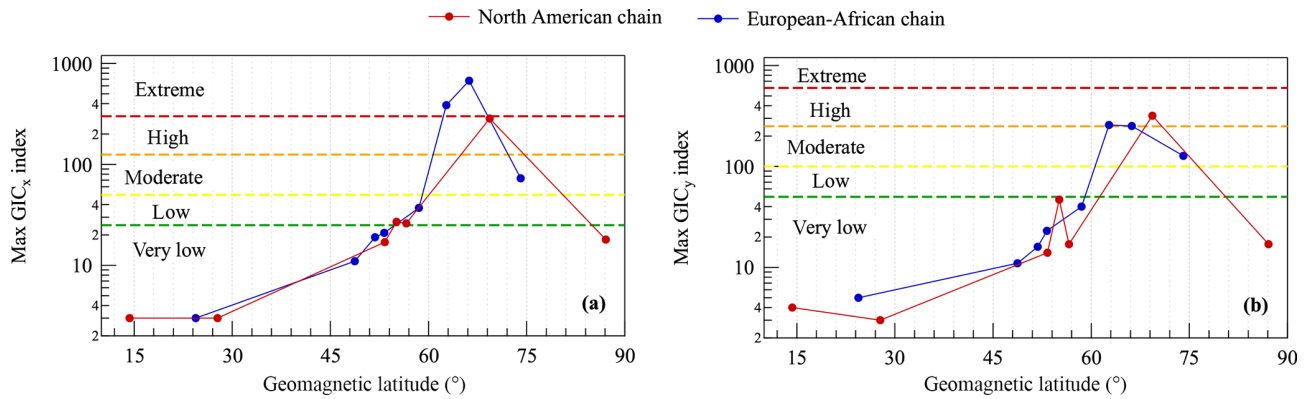 North American chain
European-African chain
Max GICx index
1000
4
2
100
4
2
10
4
2
Extreme
High
Moderate
Low
Very low
(a)
15
30
45
60
75
90
Geomagnetic latitude (°)
Max GICy index
1000
4
2
100
4
2
10
4
2
Extreme
High
Moderate
Low
Very low
(b)
15
30
45
60
75
90
Geomagnetic latitude (°)